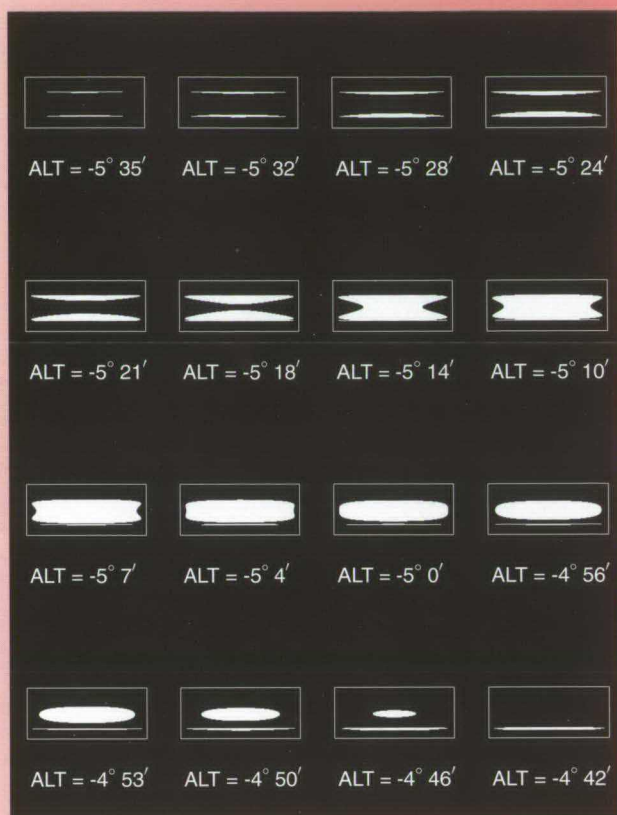 ALT = -5° 35′ ALT = -5° 32′ ALT = -5° 28′ ALT = -5° 24′
ALT = -5° 21′ ALT = -5° 18′ ALT = -5° 14′ ALT = -5° 10′
ALT = -5° 7′ ALT = -5° 4′ ALT = -5° 0′ ALT = -4° 56′
ALT = -4° 53′ ALT = -4° 50′ ALT = -4° 46′ ALT = -4° 42′